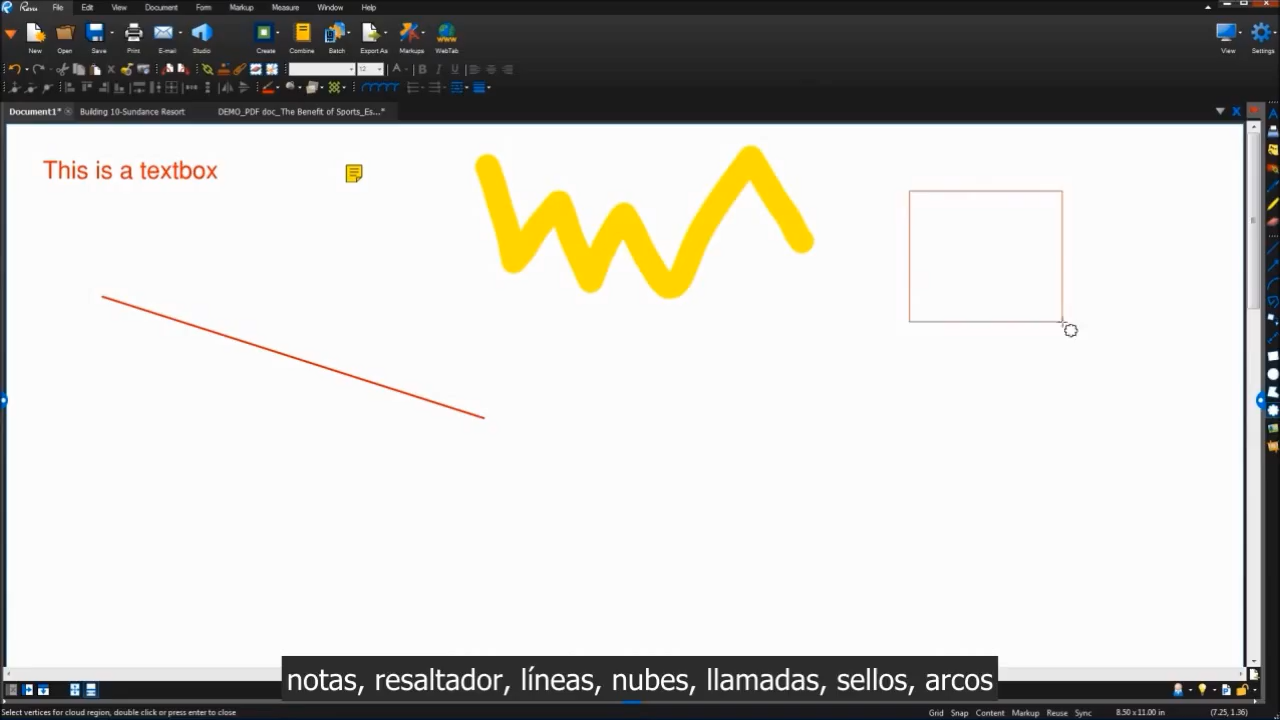 Revu File Edit View Document Form Markup Measure Window Help
New Open Save Print E-mail Studio Create Combine Batch Export As Markups WebTab View Settings
12 A B I U
Document1* Building 10-Sundance Resort DEMO_PDF doc_The Benefit of Sports_Es...*
This is a textbox
notas, resaltador, líneas, nubes, llamadas, sellos, arcos
Select vertices for cloud region, double click or press enter to close Grid Snap Content Markup Reuse Sync 8.50 x 11.00 in (7.25, 1.36)